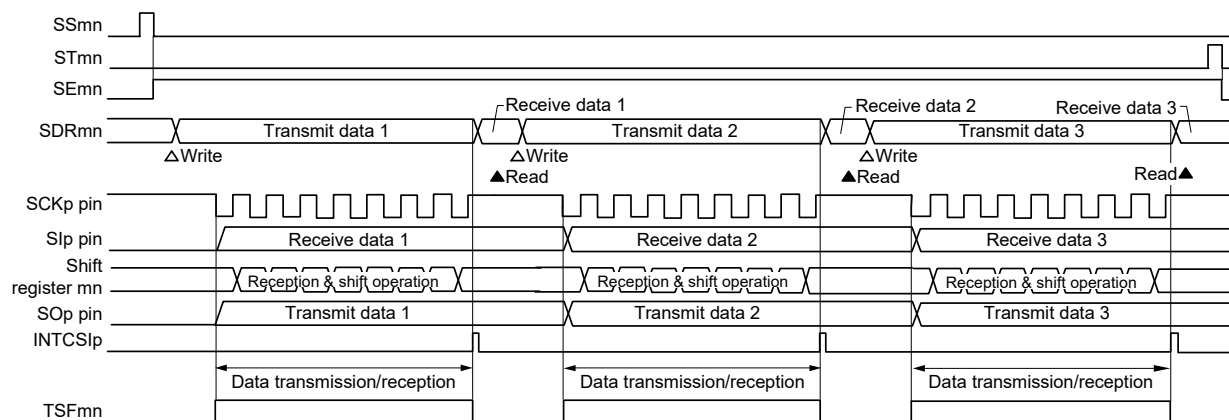 SSmn
STmn
SEmn
Receive data 1
Receive data 2
Receive data 3
SDRmn
Transmit data 1
Transmit data 2
Transmit data 3
△Write
△Write
△Write
▲Read
▲Read
Read▲
SCKp pin
SIp pin
Receive data 1
Receive data 2
Receive data 3
Shift
register mn
Reception & shift operation
Reception & shift operation
Reception & shift operation
SOp pin
Transmit data 1
Transmit data 2
Transmit data 3
INTCSIp
Data transmission/reception
Data transmission/reception
Data transmission/reception
TSFmn